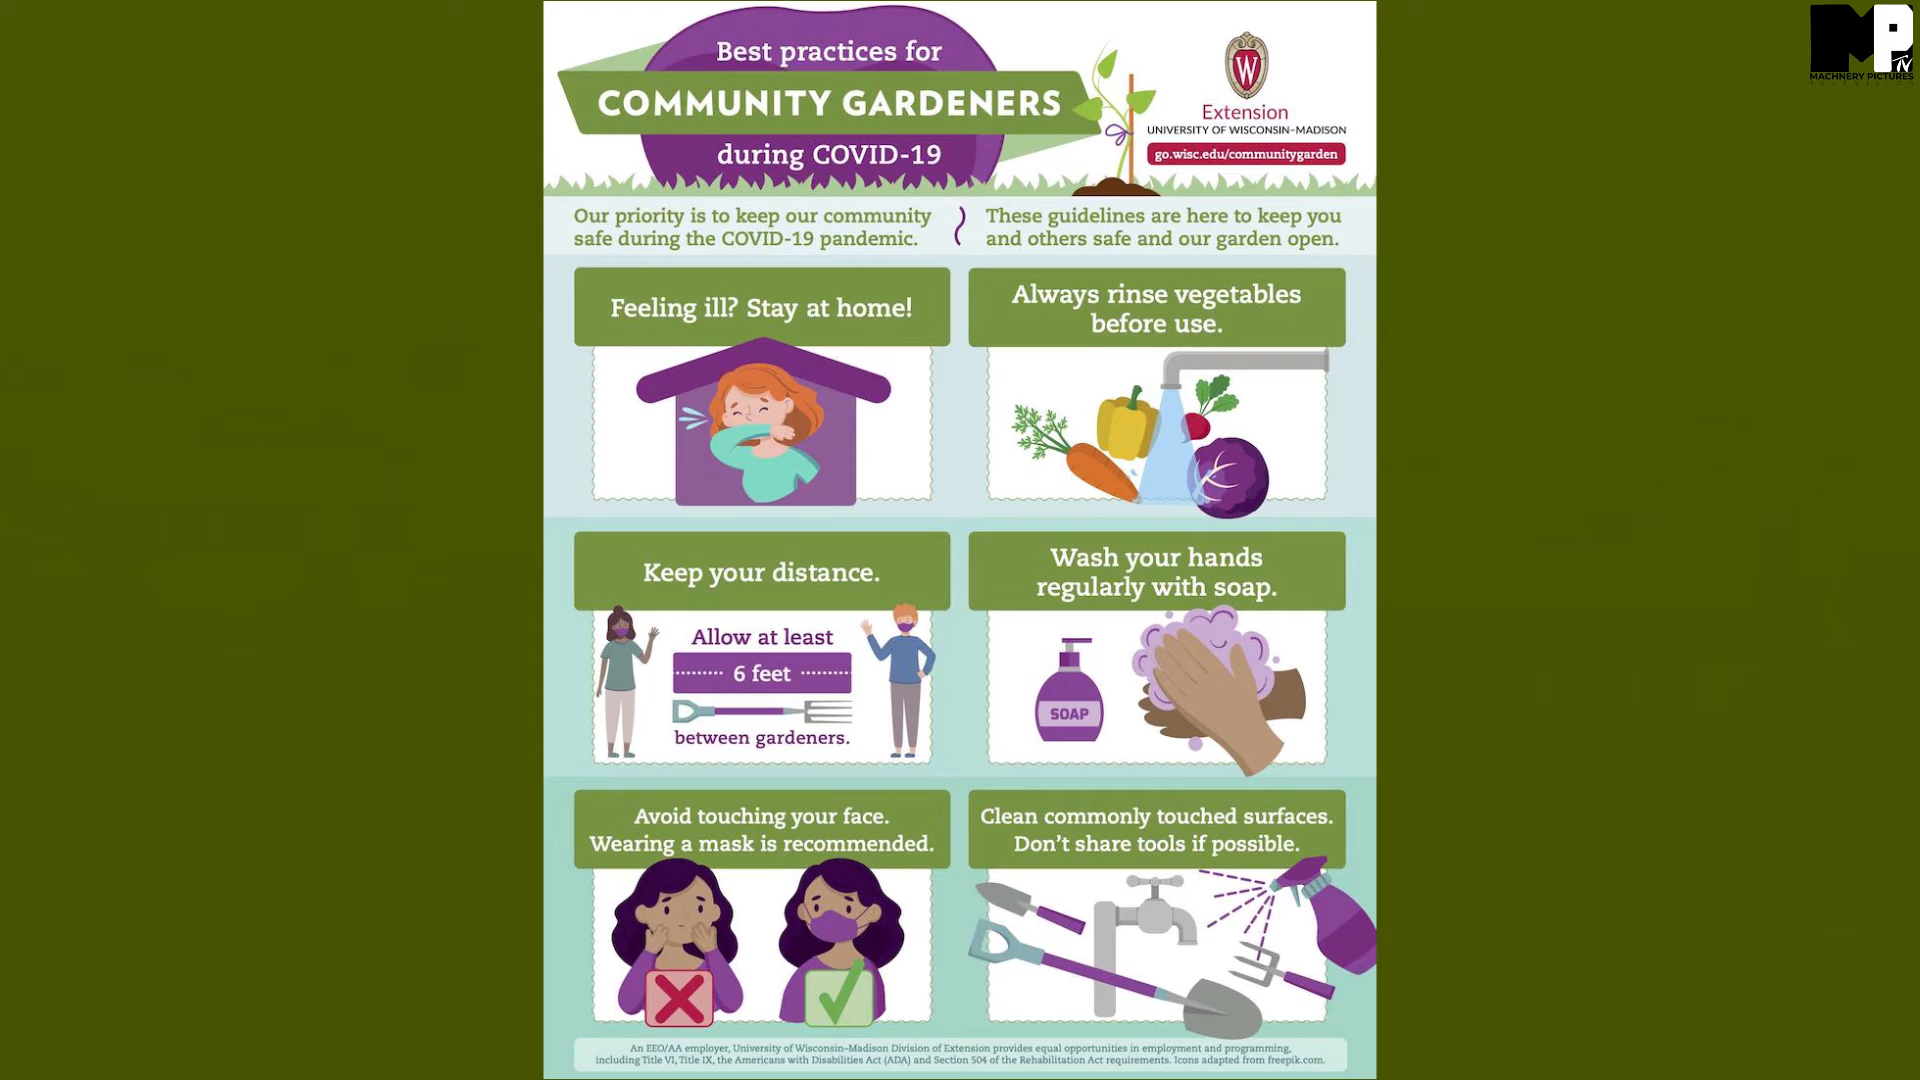 Best practices for
COMMUNITY GARDENERS
during COVID-19
W
Extension
UNIVERSITY OF WISCONSIN–MADISON
go.wisc.edu/communitygarden
MP
TV
MACHNERY PICTURES
Our priority is to keep our community
safe during the COVID-19 pandemic.
These guidelines are here to keep you
and others safe and our garden open.
Feeling ill? Stay at home!
Always rinse vegetables
before use.
Keep your distance.
Allow at least
6 feet
between gardeners.
Wash your hands
regularly with soap.
SOAP
Avoid touching your face.
Wearing a mask is recommended.
Clean commonly touched surfaces.
Don't share tools if possible.
An EEO/AA employer, University of Wisconsin–Madison Division of Extension provides equal opportunities in employment and programming,
including Title VI, Title IX, the Americans with Disabilities Act (ADA) and Section 504 of the Rehabilitation Act requirements. Icons adapted from freepik.com.